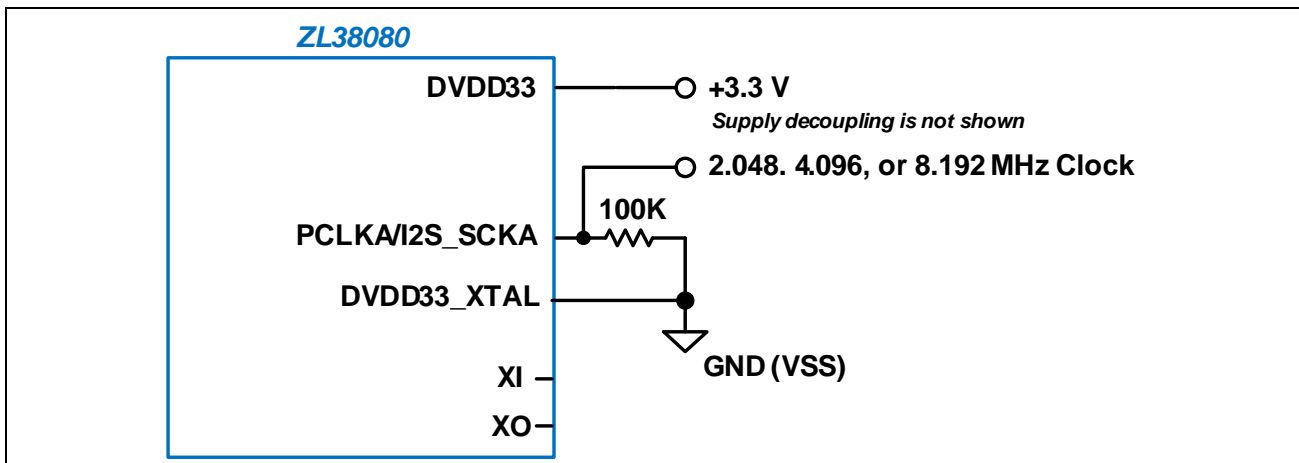 ZL38080
DVDD33
+3.3 V
Supply decoupling is not shown
2.048. 4.096, or 8.192 MHz Clock
100K
PCLKA/I2S_SCKA
DVDD33_XTAL
GND (VSS)
XI
XO